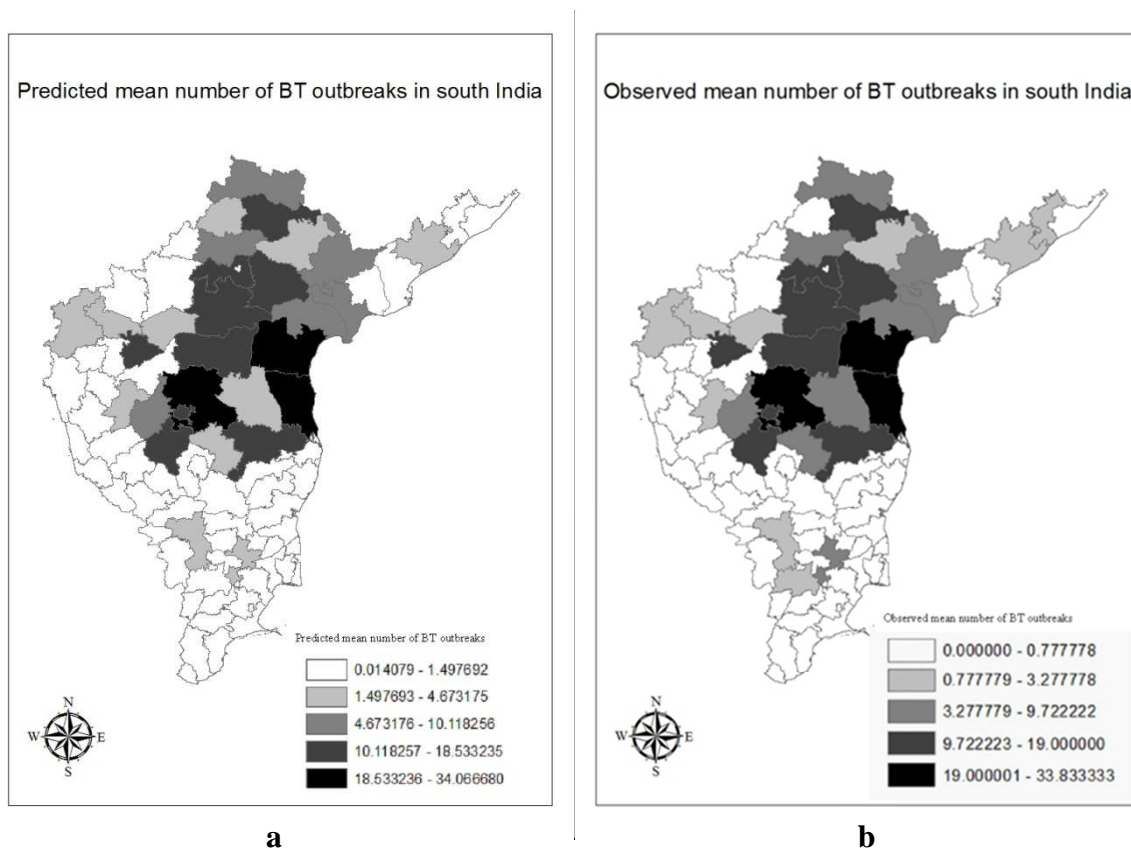 Predicted mean number of BT outbreaks in south India
Predicted mean number of BT outbreaks
0.014079 - 1.497692
1.497693 - 4.673175
4.673176 - 10.118256
10.118257 - 18.533235
18.533236 - 34.066680
N
W E
S
a
Observed mean number of BT outbreaks in south India
Observed mean number of BT outbreaks
0.000000 - 0.777778
0.777779 - 3.277778
3.277779 - 9.722222
9.722223 - 19.000000
19.000001 - 33.833333
N
W E
S
b